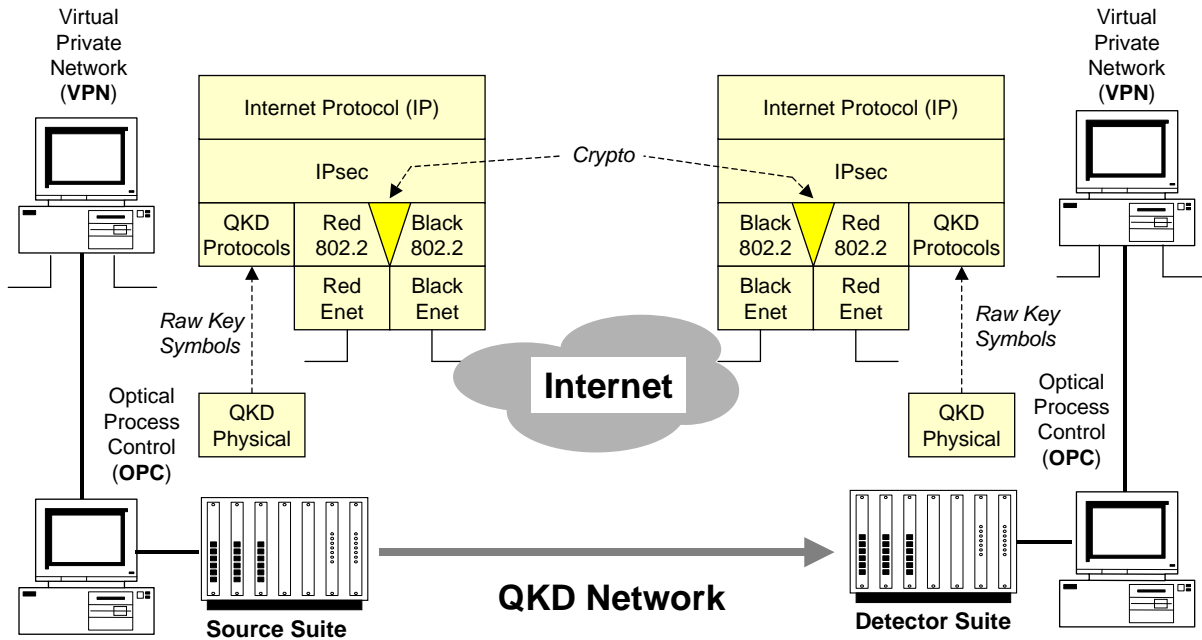 Virtual
Private
Network
(VPN)
Internet Protocol (IP)
IPsec
QKD
Protocols
Red
802.2
Black
802.2
Red
Enet
Black
Enet
Crypto
Internet Protocol (IP)
IPsec
Black
802.2
Red
802.2
QKD
Protocols
Black
Enet
Red
Enet
Virtual
Private
Network
(VPN)
Raw Key
Symbols
Internet
Raw Key
Symbols
Optical
Process
Control
(OPC)
QKD
Physical
QKD
Physical
Optical
Process
Control
(OPC)
Source Suite
QKD Network
Detector Suite